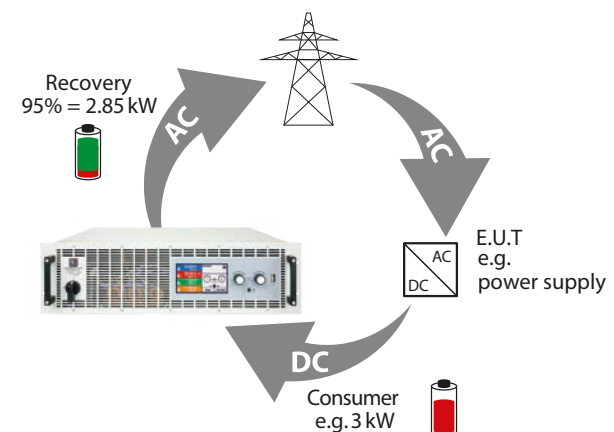 Recovery
95% = 2.85 kW
AC
AC
AC
DC
E.U.T
e.g.
power supply
DC
Consumer
e.g. 3 kW